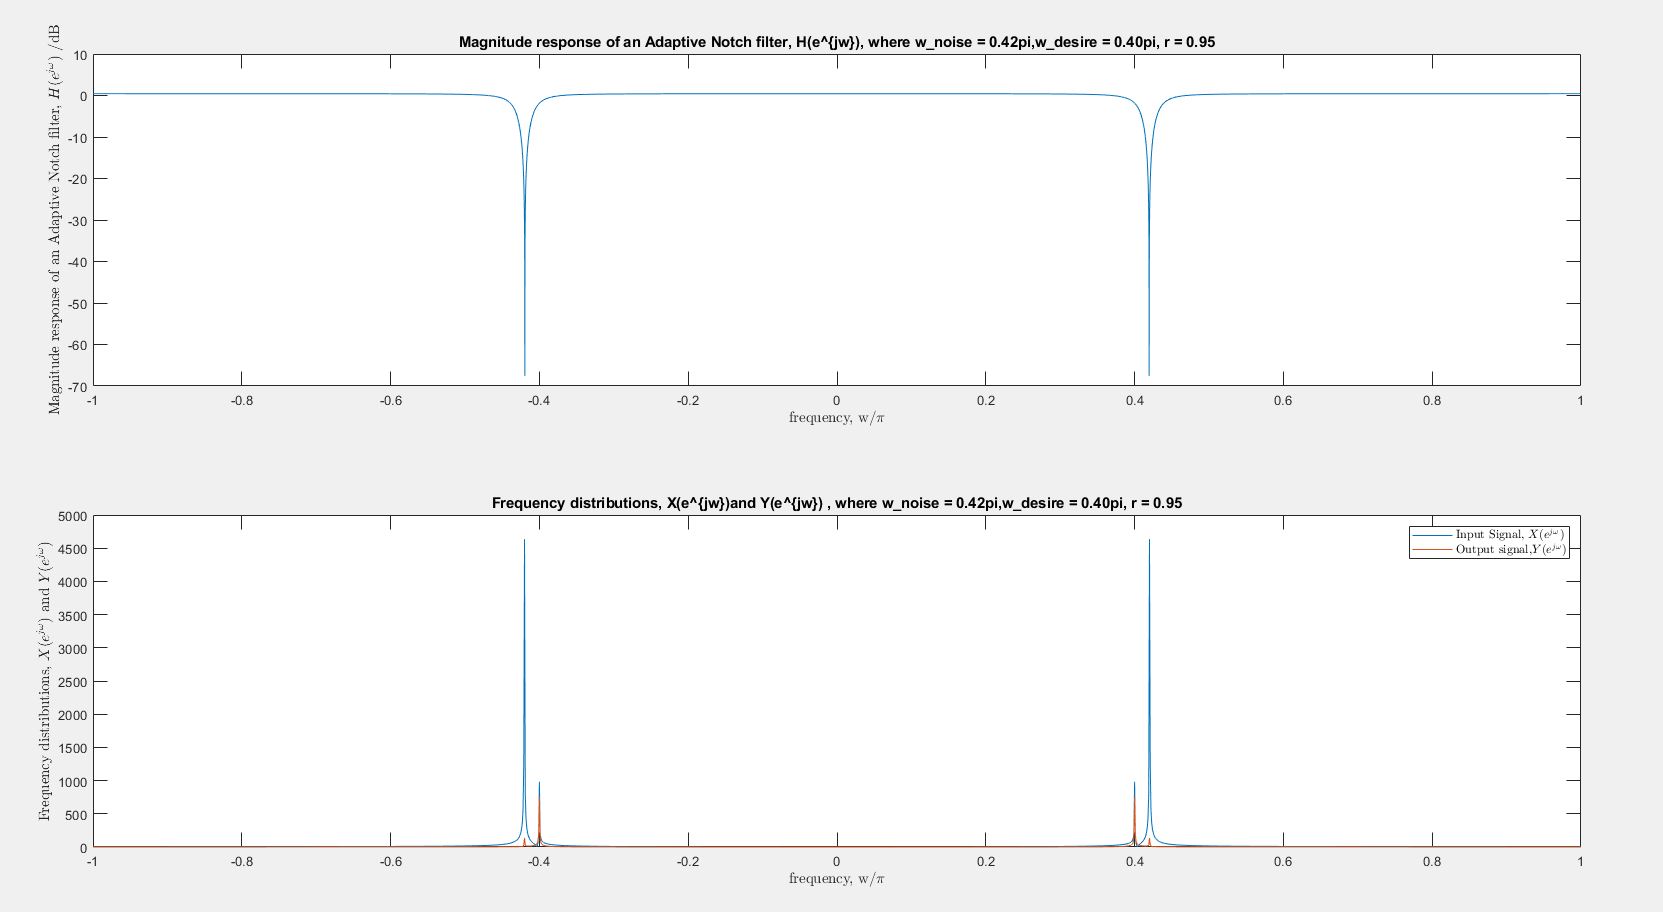 Magnitude response of an Adaptive Notch filter, H(e^{jw}), where w_noise = 0.42pi,w_desire = 0.40pi, r = 0.95
Magnitude response of an Adaptive Notch filter, H(e^{jω}) /dB
10
0
-10
-20
-30
-40
-50
-60
-70
-1 -0.8 -0.6 -0.4 -0.2 0 0.2 0.4 0.6 0.8 1
frequency, w/π
Frequency distributions, X(e^{jw})and Y(e^{jw}) , where w_noise = 0.42pi,w_desire = 0.40pi, r = 0.95
Frequency distributions, X(e^{jω}) and Y(e^{jω})
5000
4500
4000
3500
3000
2500
2000
1500
1000
500
0
Input Signal, X(e^{jω})
Output signal,Y(e^{jω})
-1 -0.8 -0.6 -0.4 -0.2 0 0.2 0.4 0.6 0.8 1
frequency, w/π